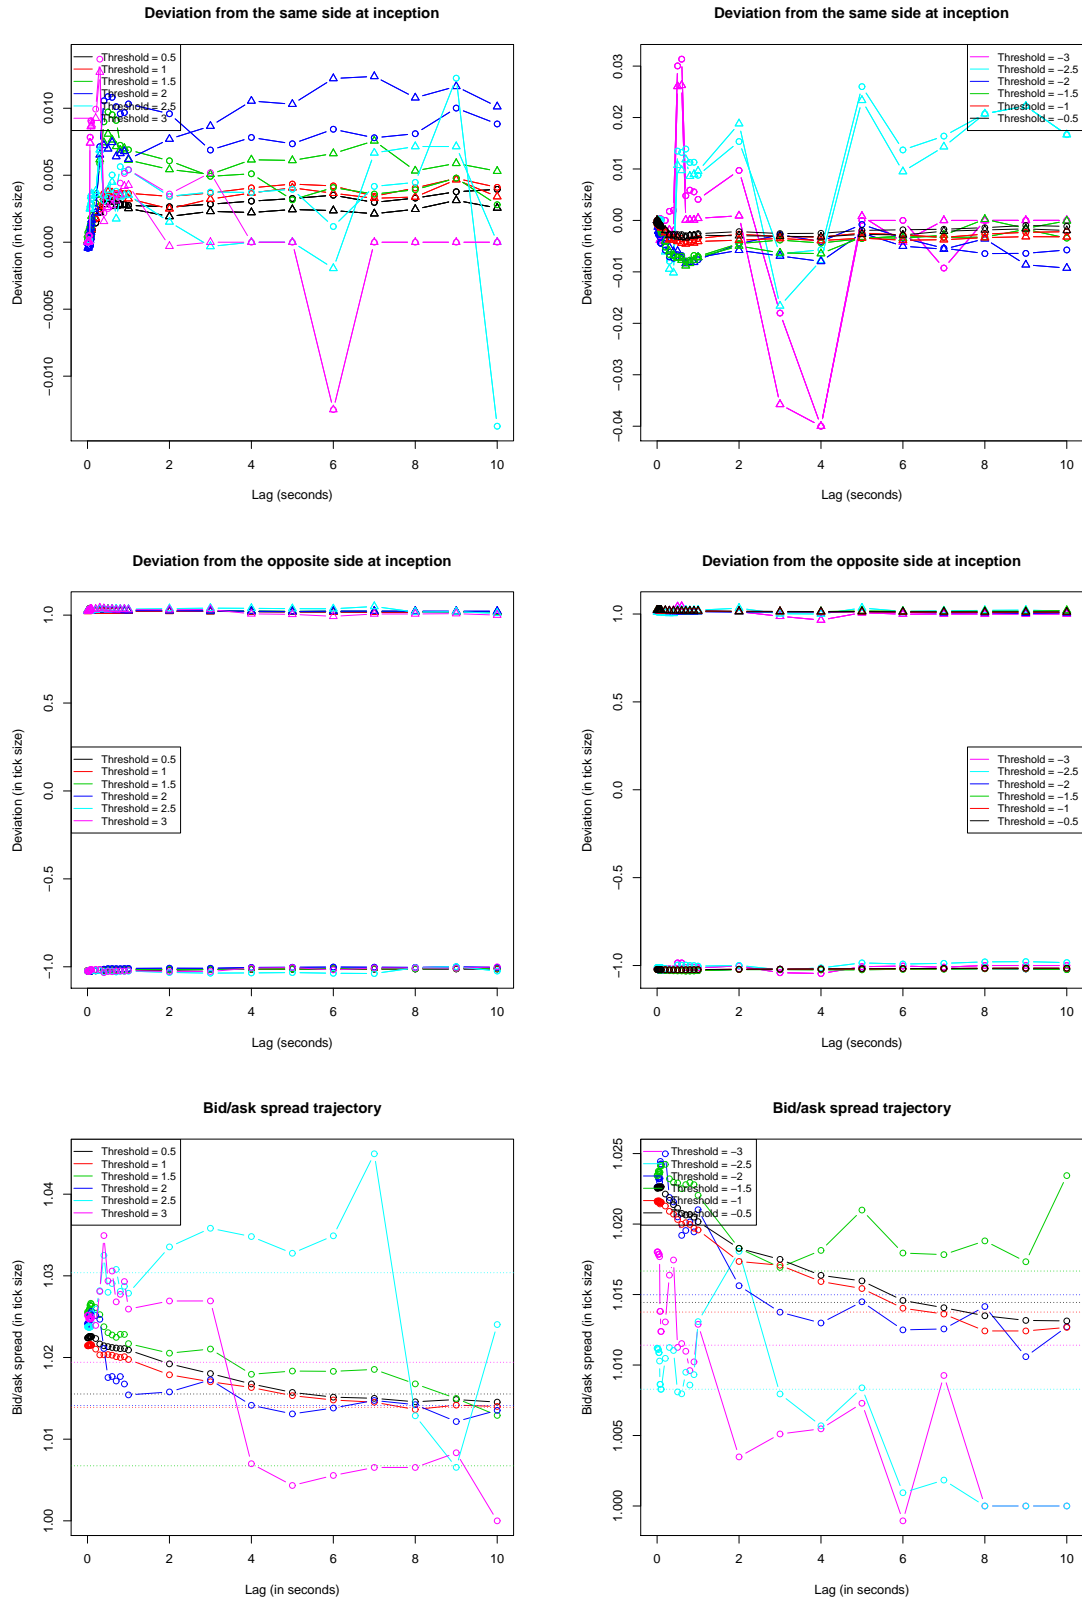 Deviation from the same side at inception
Deviation (in tick size)
0.010
0.005
0.000
−0.005
−0.010
Threshold = 0.5
Threshold = 1
Threshold = 1.5
Threshold = 2
Threshold = 2.5
Threshold = 3
0 2 4 6 8 10
Lag (seconds)
Deviation from the same side at inception
Deviation (in tick size)
0.03
0.02
0.01
0.00
−0.01
−0.02
−0.03
−0.04
Threshold = −3
Threshold = −2.5
Threshold = −2
Threshold = −1.5
Threshold = −1
Threshold = −0.5
0 2 4 6 8 10
Lag (seconds)
Deviation from the opposite side at inception
Deviation (in tick size)
1.0
0.5
0.0
−0.5
−1.0
Threshold = 0.5
Threshold = 1
Threshold = 1.5
Threshold = 2
Threshold = 2.5
Threshold = 3
0 2 4 6 8 10
Lag (seconds)
Deviation from the opposite side at inception
Deviation (in tick size)
1.0
0.5
0.0
−0.5
−1.0
Threshold = −3
Threshold = −2.5
Threshold = −2
Threshold = −1.5
Threshold = −1
Threshold = −0.5
0 2 4 6 8 10
Lag (seconds)
Bid/ask spread trajectory
Bid/ask spread (in tick size)
1.04
1.03
1.02
1.01
1.00
Threshold = 0.5
Threshold = 1
Threshold = 1.5
Threshold = 2
Threshold = 2.5
Threshold = 3
0 2 4 6 8 10
Lag (in seconds)
Bid/ask spread trajectory
Bid/ask spread (in tick size)
1.025
1.020
1.015
1.010
1.005
1.000
Threshold = −3
Threshold = −2.5
Threshold = −2
Threshold = −1.5
Threshold = −1
Threshold = −0.5
0 2 4 6 8 10
Lag (in seconds)